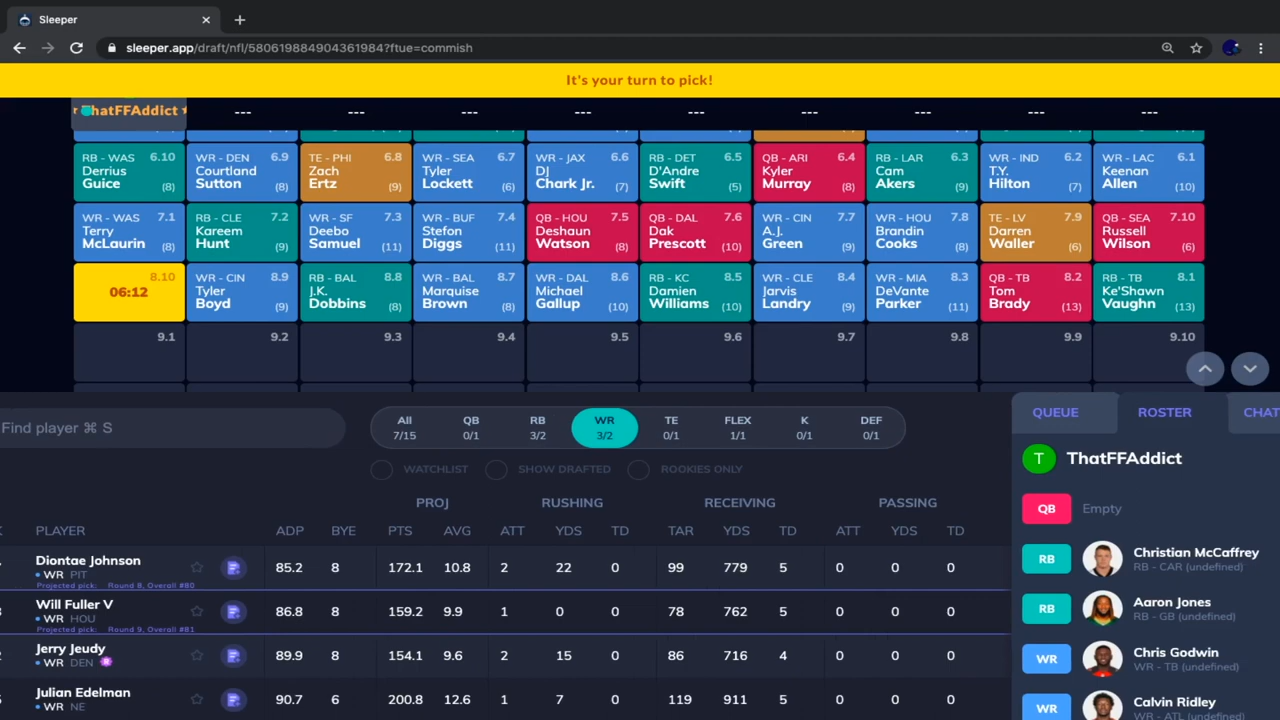 Sleeper
sleeper.app/draft/nfl/580619884904361984?ftue=commish
It's your turn to pick!
ThatFFAddict --- --- --- --- --- --- --- --- ---
RB - WAS 6.10 WR - DEN 6.9 TE - PHI 6.8 WR - SEA 6.7 WR - JAX 6.6 RB - DET 6.5 QB - ARI 6.4 RB - LAR 6.3 WR - IND 6.2 WR - LAC 6.1
Derrius Courtland Zach Tyler DJ D'Andre Kyler Cam T.Y. Keenan
Guice (8) Sutton (8) Ertz (9) Lockett (6) Chark Jr. (7) Swift (5) Murray (8) Akers (9) Hilton (7) Allen (10)
WR - WAS 7.1 RB - CLE 7.2 WR - SF 7.3 WR - BUF 7.4 QB - HOU 7.5 QB - DAL 7.6 WR - CIN 7.7 WR - HOU 7.8 TE - LV 7.9 QB - SEA 7.10
Terry Kareem Deebo Stefon Deshaun Dak A.J. Brandin Darren Russell
McLaurin (8) Hunt (9) Samuel (11) Diggs (11) Watson (8) Prescott (10) Green (9) Cooks (8) Waller (6) Wilson (6)
8.10 WR - CIN 8.9 RB - BAL 8.8 WR - BAL 8.7 WR - DAL 8.6 RB - KC 8.5 WR - CLE 8.4 WR - MIA 8.3 QB - TB 8.2 RB - TB 8.1
06:12 Tyler J.K. Marquise Michael Damien Jarvis DeVante Tom Ke'Shawn
Boyd (9) Dobbins (8) Brown (8) Gallup (10) Williams (10) Landry (9) Parker (11) Brady (13) Vaughn (13)
9.1 9.2 9.3 9.4 9.5 9.6 9.7 9.8 9.9 9.10
Find player ⌘ S
All QB RB WR TE FLEX K DEF
7/15 0/1 3/2 3/2 0/1 1/1 0/1 0/1
WATCHLIST SHOW DRAFTED ROOKIES ONLY
PROJ RUSHING RECEIVING PASSING
PLAYER ADP BYE PTS AVG ATT YDS TD TAR YDS TD ATT YDS TD
Diontae Johnson
WR PIT 85.2 8 172.1 10.8 2 22 0 99 779 5 0 0 0
Projected pick: Round 8, Overall #80
Will Fuller V
WR HOU 86.8 8 159.2 9.9 1 0 0 78 762 5 0 0 0
Projected pick: Round 9, Overall #81
Jerry Jeudy
WR DEN R 89.9 8 154.1 9.6 2 15 0 86 716 4 0 0 0
Julian Edelman
WR NE 90.7 6 200.8 12.6 1 7 0 119 911 5 0 0 0
QUEUE ROSTER CHAT
T ThatFFAddict
QB Empty
RB Christian McCaffrey
RB - CAR (undefined)
RB Aaron Jones
RB - GB (undefined)
WR Chris Godwin
WR - TB (undefined)
WR Calvin Ridley
WR - ATL (undefined)